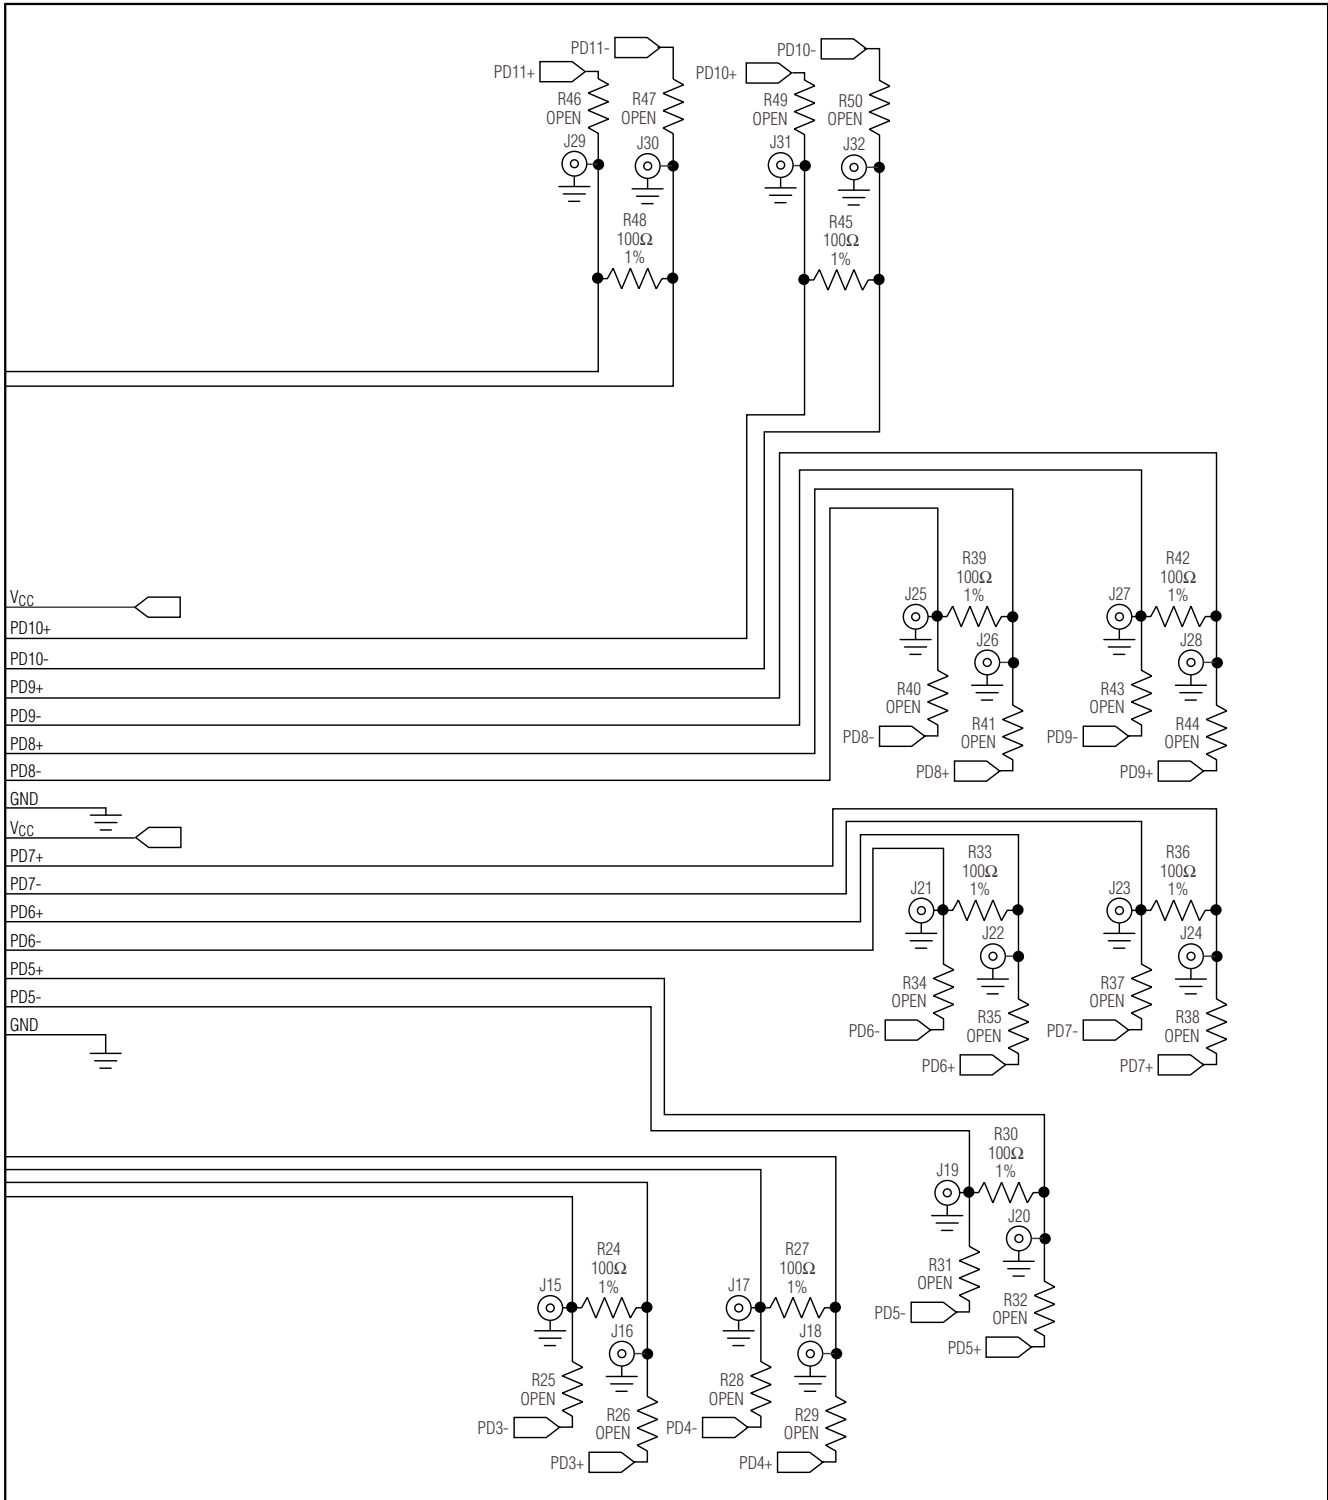 PD11-
PD10-
PD11+
PD10+
R46
OPEN
R47
OPEN
R49
OPEN
R50
OPEN
J29
J30
J31
J32
R48
100Ω
1%
R45
100Ω
1%
VCC
PD10+
PD10-
PD9+
PD9-
PD8+
PD8-
GND
VCC
PD7+
PD7-
PD6+
PD6-
PD5+
PD5-
GND
R39
100Ω
1%
J25
J26
R40
OPEN
R41
OPEN
PD8-
PD8+
R42
100Ω
1%
J27
J28
R43
OPEN
R44
OPEN
PD9-
PD9+
R33
100Ω
1%
J21
J22
R34
OPEN
R35
OPEN
PD6-
PD6+
R36
100Ω
1%
J23
J24
R37
OPEN
R38
OPEN
PD7-
PD7+
R30
100Ω
1%
J19
J20
R31
OPEN
R32
OPEN
PD5-
PD5+
R24
100Ω
1%
J15
J16
R25
OPEN
R26
OPEN
PD3-
PD3+
R27
100Ω
1%
J17
J18
R28
OPEN
R29
OPEN
PD4-
PD4+